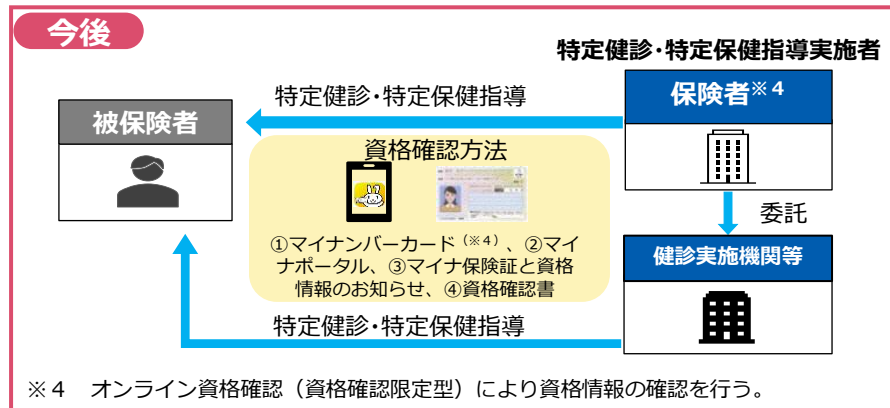 今後
特定健診・特定保健指導実施者
特定健診・特定保健指導
保険者※４
被保険者
資格確認方法
委託
①マイナンバーカード（※４）、②マイ
ナポータル、③マイナ保険証と資格
情報のお知らせ、④資格確認書
健診実施機関等
特定健診・特定保健指導
※４　オンライン資格確認（資格確認限定型）により資格情報の確認を行う。